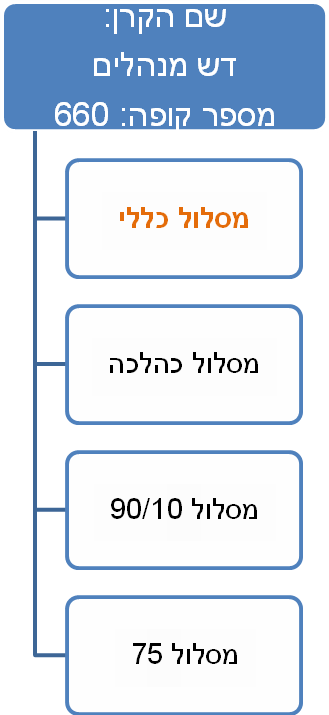 שם הקרן:
דש מנהלים
מספר קופה: 660
מסלול כללי
מסלול כהלכה
מסלול 90/10
מסלול 75